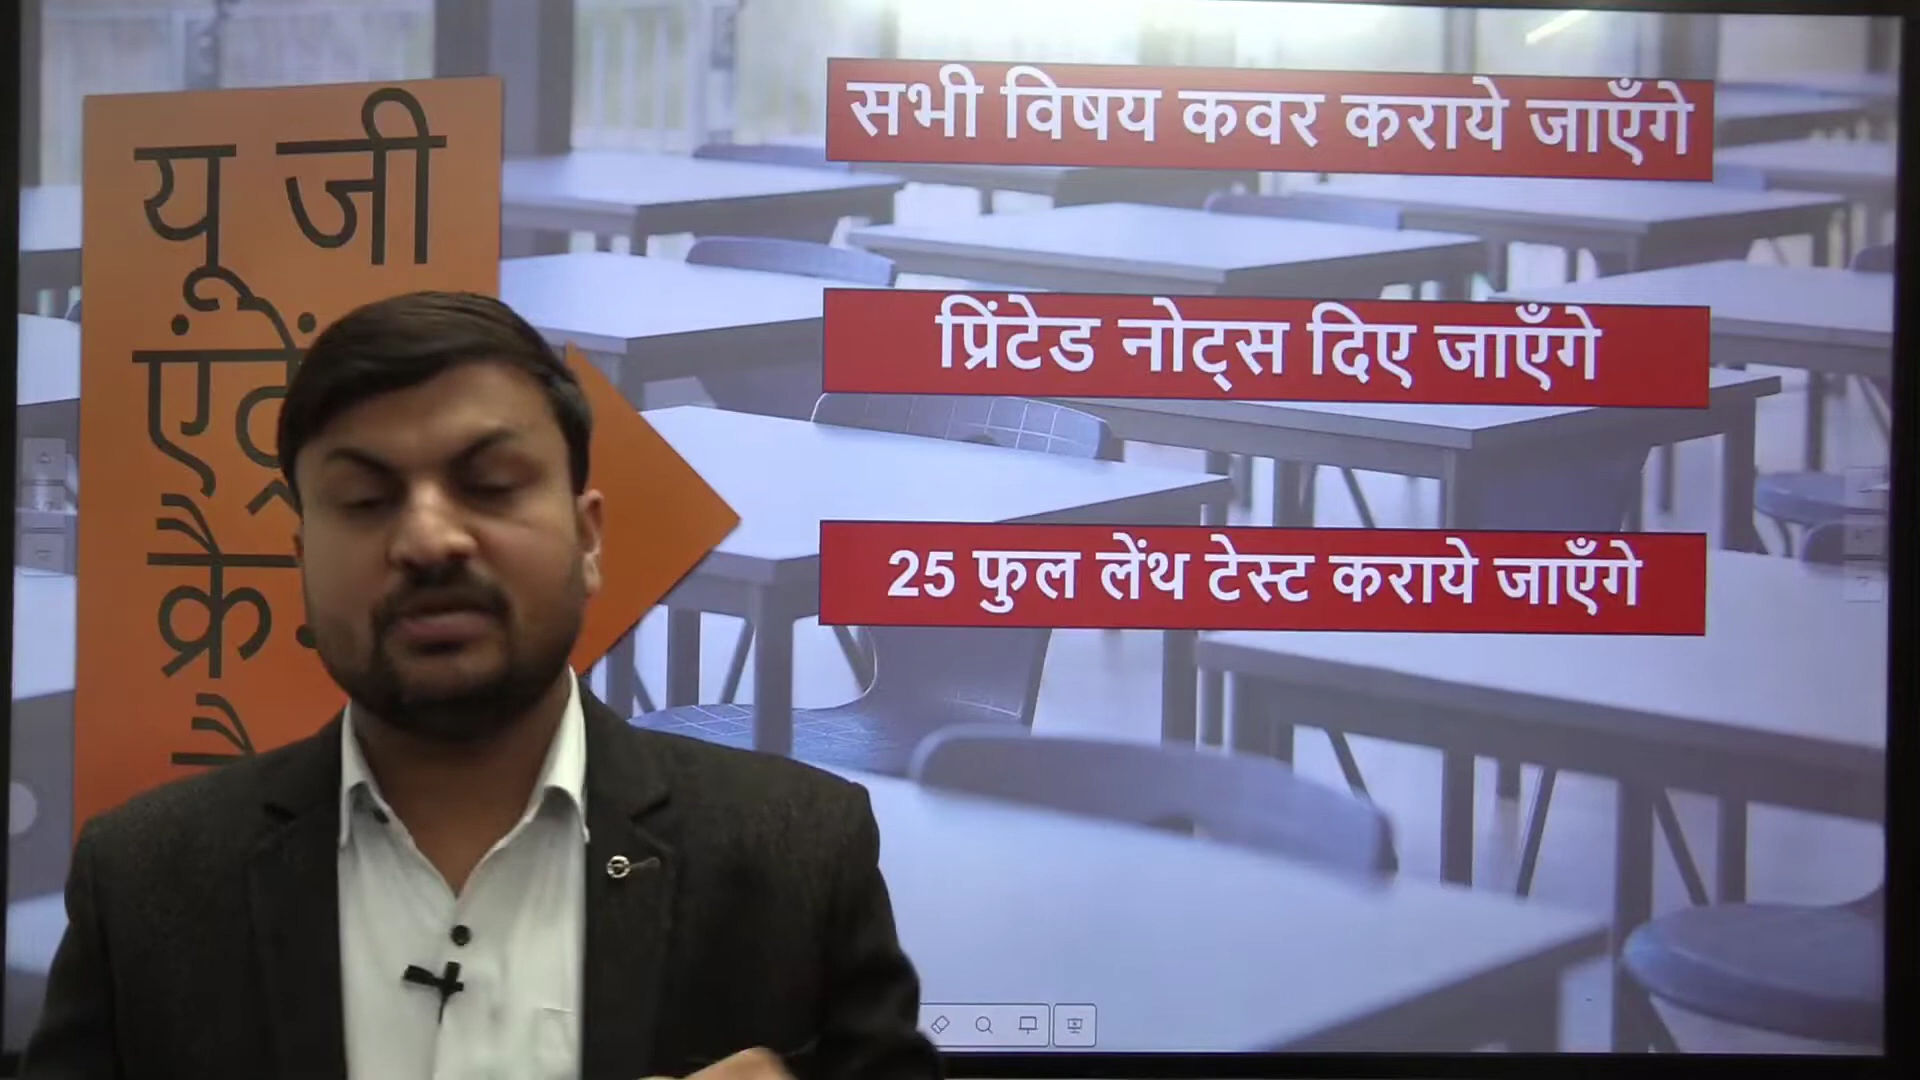 यू जी
सभी विषय कवर कराये जाएँगे
प्रिंटेड नोट्स दिए जाएँगे
25 फुल लेंथ टेस्ट कराये जाएँगे